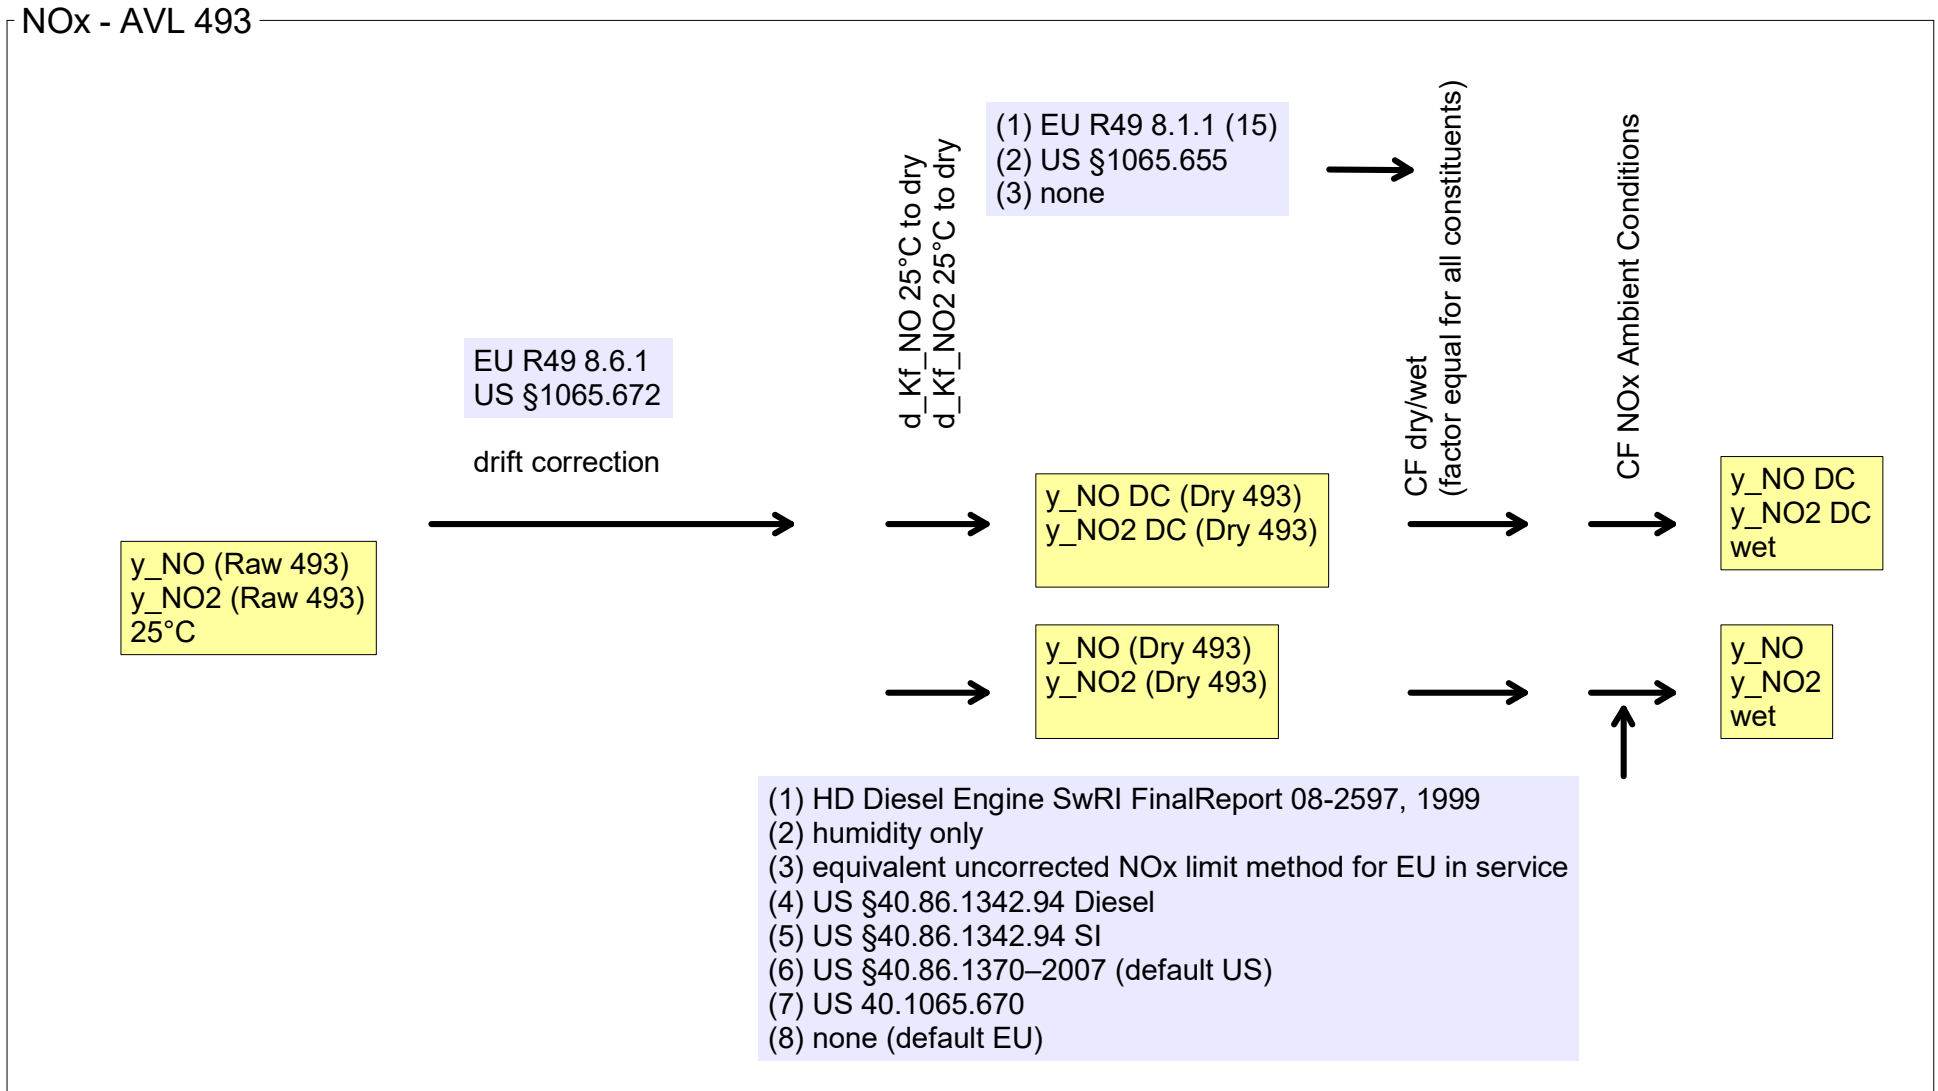 NOx - AVL 493
(1) EU R49 8.1.1 (15)
(2) US §1065.655
(3) none
d_Kf_NO 25°C to dry
d_Kf_NO2 25°C to dry
CF dry/wet
(factor equal for all constituents)
CF NOx Ambient Conditions
EU R49 8.6.1
US §1065.672
drift correction
y_NO (Raw 493)
y_NO2 (Raw 493)
25°C
y_NO DC (Dry 493)
y_NO2 DC (Dry 493)
y_NO DC
y_NO2 DC
wet
y_NO (Dry 493)
y_NO2 (Dry 493)
y_NO
y_NO2
wet
(1) HD Diesel Engine SwRI FinalReport 08-2597, 1999
(2) humidity only
(3) equivalent uncorrected NOx limit method for EU in service
(4) US §40.86.1342.94 Diesel
(5) US §40.86.1342.94 SI
(6) US §40.86.1370–2007 (default US)
(7) US 40.1065.670
(8) none (default EU)